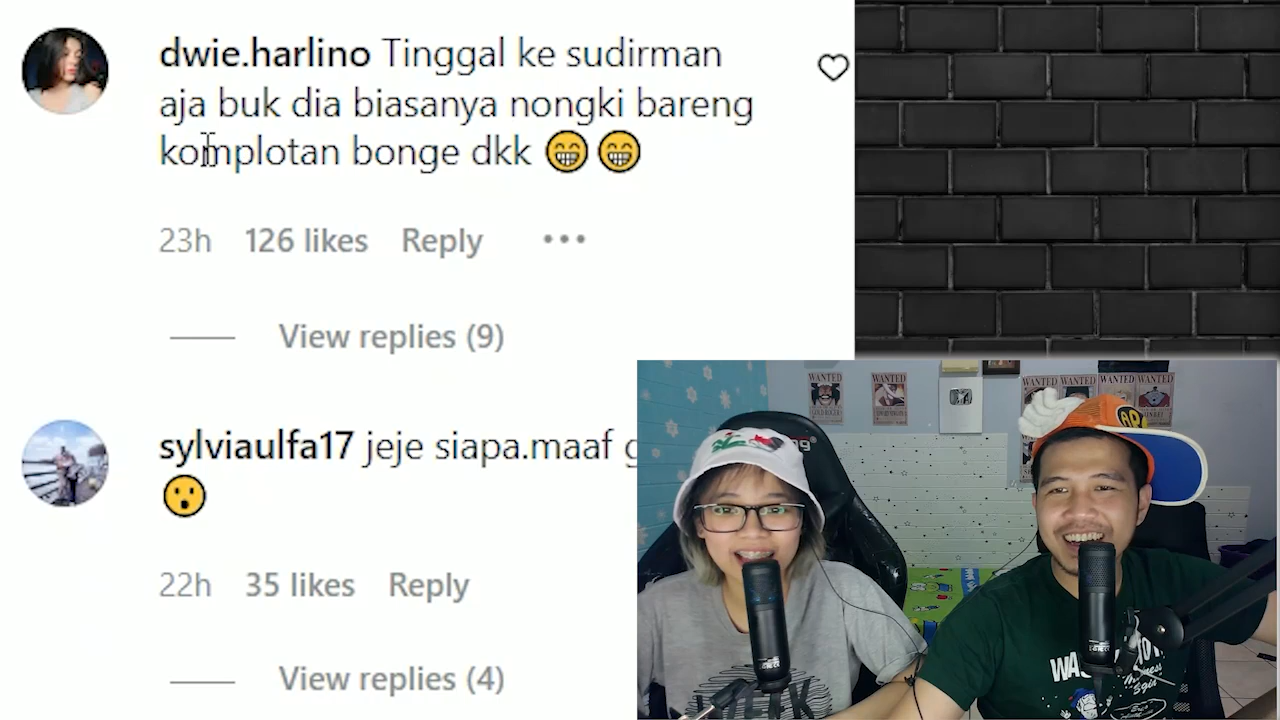 dwie.harlino Tinggal ke sudirman
aja buk dia biasanya nongki bareng
komplotan bonge dkk 😁😁
23h 126 likes Reply •••
View replies (9)
sylviaulfa17 jeje siapa.maaf g
😮
22h 35 likes Reply
View replies (4)
WANTED
WANTED
WANTED
WANTED
WANTED
WANTED